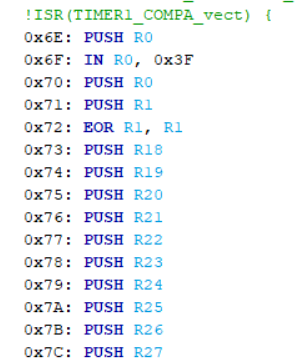 !ISR(TIMER1_COMPA_vect) {
0x6E: PUSH R0
0x6F: IN R0, 0x3F
0x70: PUSH R0
0x71: PUSH R1
0x72: EOR R1, R1
0x73: PUSH R18
0x74: PUSH R19
0x75: PUSH R20
0x76: PUSH R21
0x77: PUSH R22
0x78: PUSH R23
0x79: PUSH R24
0x7A: PUSH R25
0x7B: PUSH R26
0x7C: PUSH R27